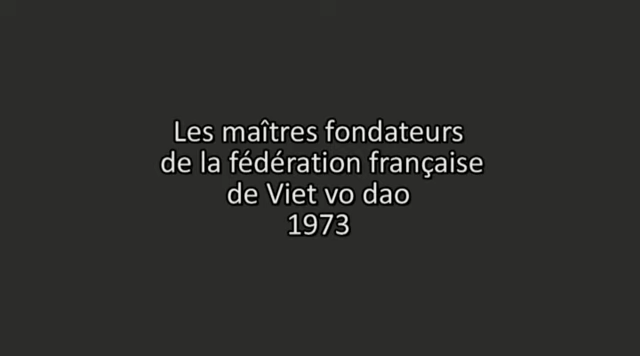 Les maîtres fondateurs
de la fédération française
de Viet vo dao
1973